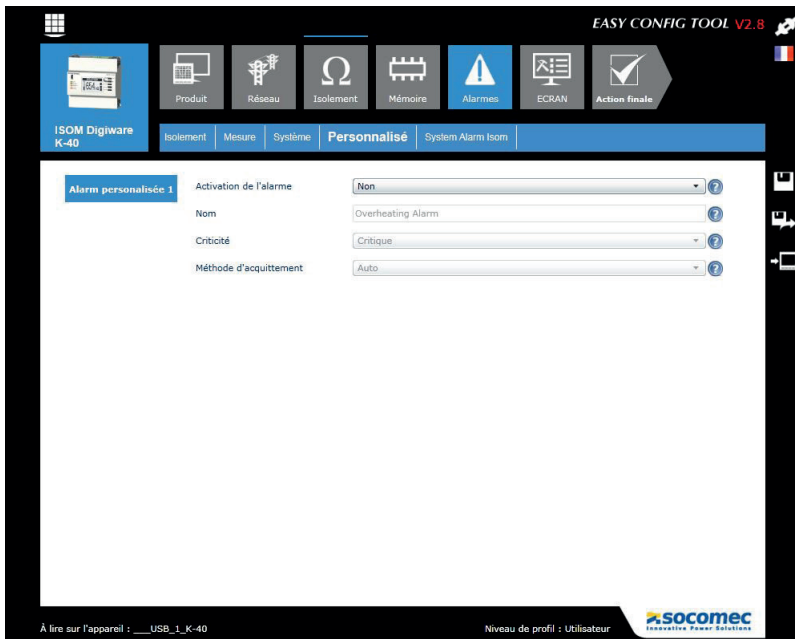 EASY CONFIG TOOL V2.8
Produit
Réseau
Isolement
Mémoire
Alarmes
ECRAN
Action finale
ISOM Digiware
K-40
Isolement
Mesure
Système
Personnalisé
System Alarm Isom
Alarm personalisée 1
Activation de l'alarme
Non
?
Nom
Overheating Alarm
?
Criticité
Critique
?
Méthode d'acquittement
Auto
?
À lire sur l'appareil : ___USB_1_K-40
Niveau de profil : Utilisateur
socomec
Innovative Power Solutions